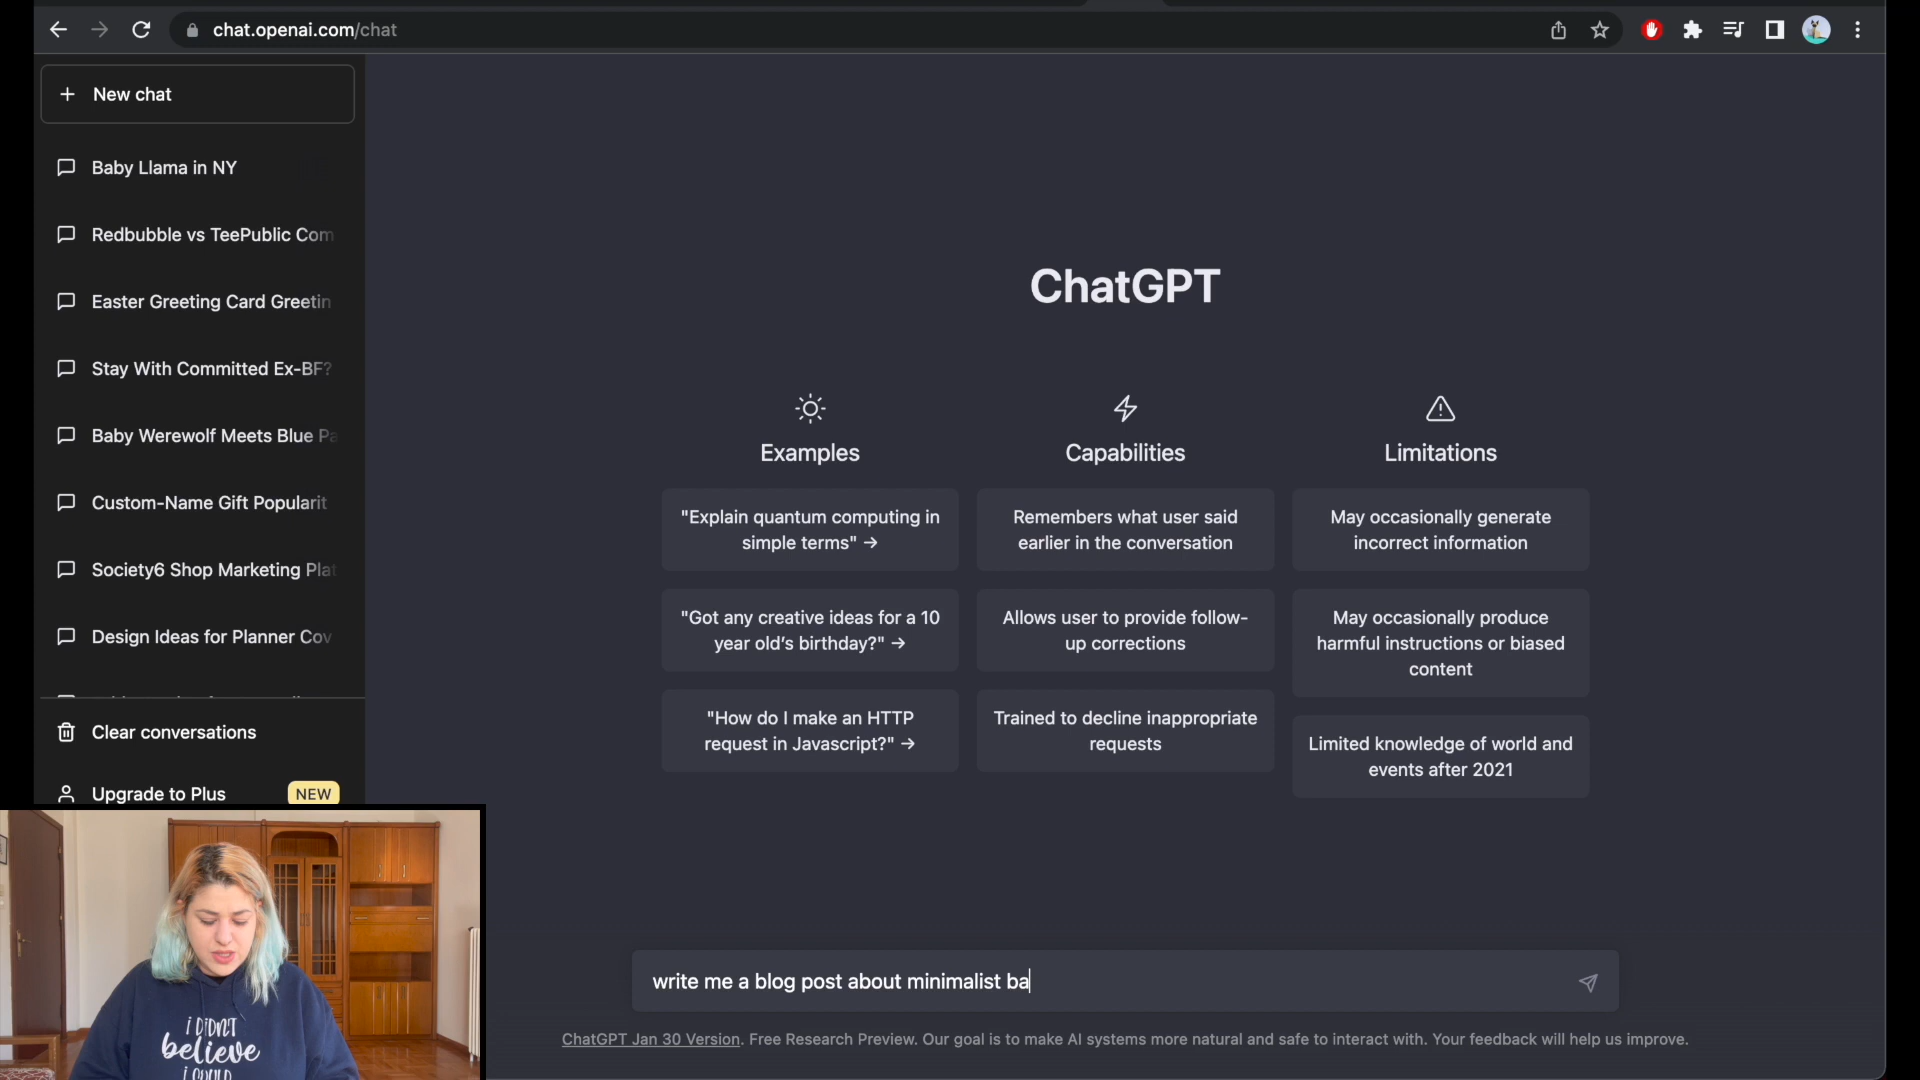 chat.openai.com/chat
New chat
Baby Llama in NY
Redbubble vs TeePublic Com
Easter Greeting Card Greetin
Stay With Committed Ex-BF?
Baby Werewolf Meets Blue Pa
Custom-Name Gift Popularit
Society6 Shop Marketing Plat
Design Ideas for Planner Cov
Clear conversations
Upgrade to Plus NEW
ChatGPT
Examples
"Explain quantum computing in
simple terms" →
"Got any creative ideas for a 10
year old's birthday?" →
"How do I make an HTTP
request in Javascript?" →
Capabilities
Remembers what user said
earlier in the conversation
Allows user to provide follow-
up corrections
Trained to decline inappropriate
requests
Limitations
May occasionally generate
incorrect information
May occasionally produce
harmful instructions or biased
content
Limited knowledge of world and
events after 2021
write me a blog post about minimalist ba
ChatGPT Jan 30 Version. Free Research Preview. Our goal is to make AI systems more natural and safe to interact with. Your feedback will help us improve.
i DIDN'T
believe
i COULD